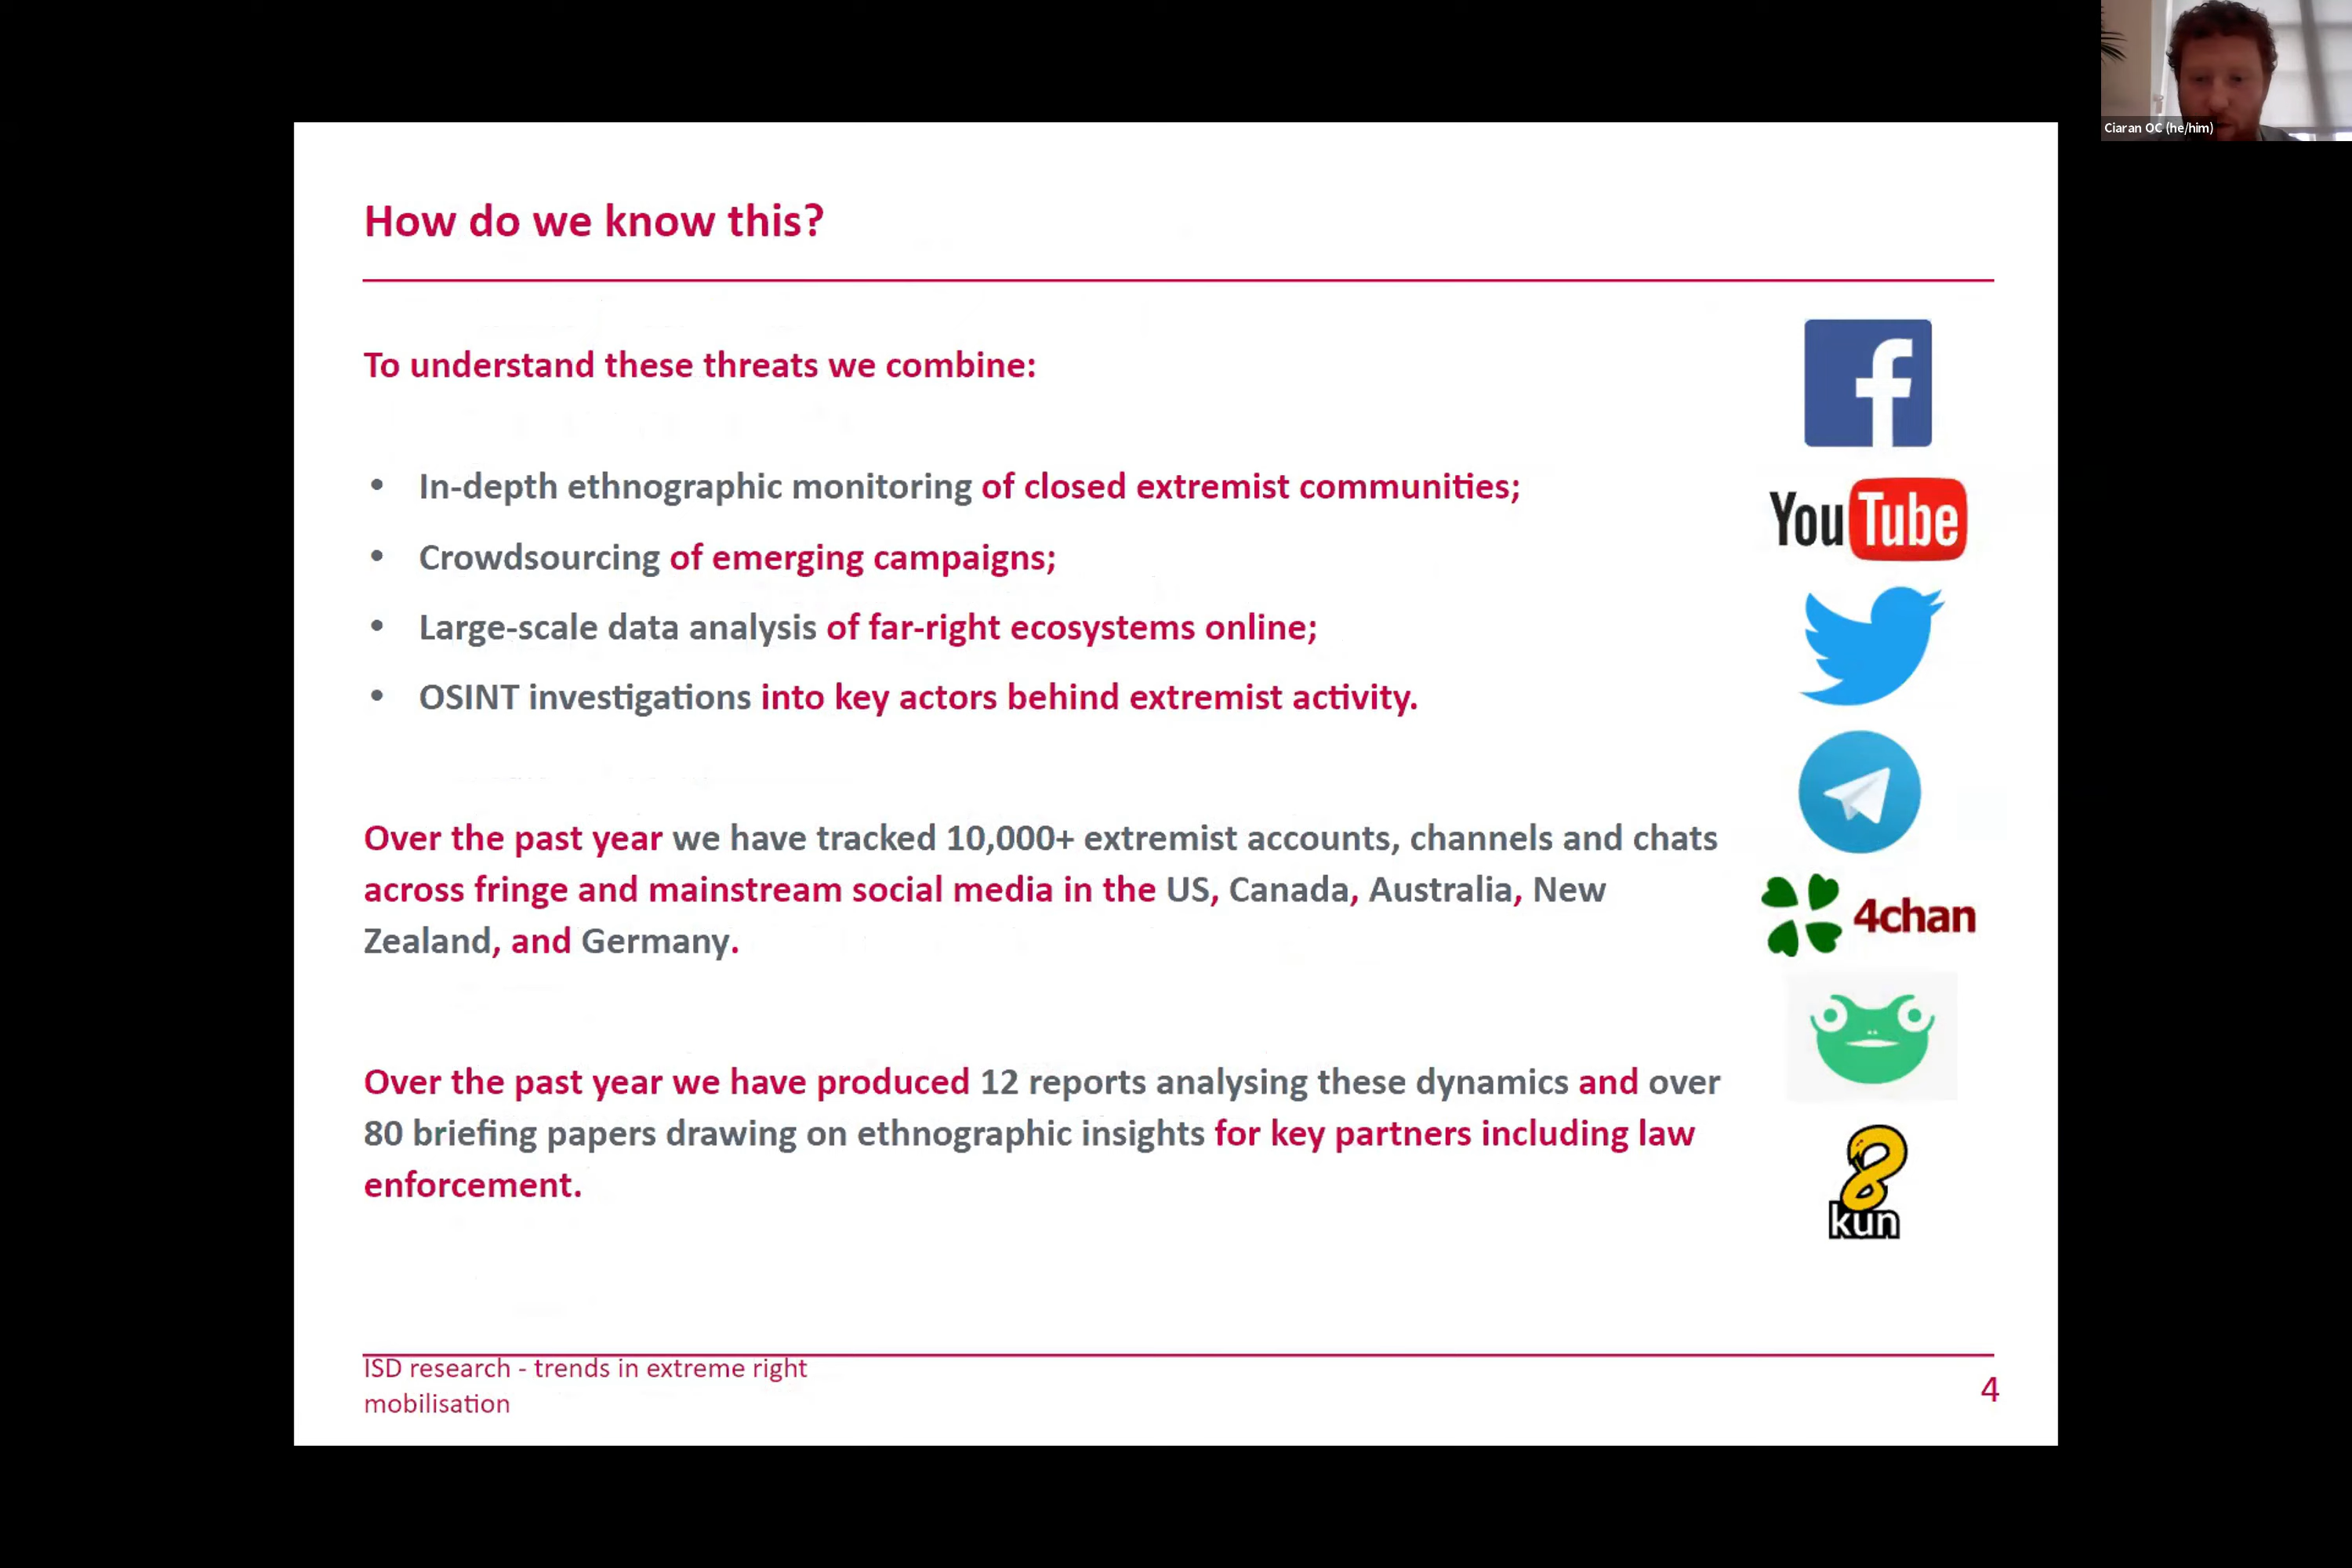 Ciaran OC (he/him)
How do we know this?
To understand these threats we combine:
• In-depth ethnographic monitoring of closed extremist communities;
• Crowdsourcing of emerging campaigns;
• Large-scale data analysis of far-right ecosystems online;
• OSINT investigations into key actors behind extremist activity.
Over the past year we have tracked 10,000+ extremist accounts, channels and chats
across fringe and mainstream social media in the US, Canada, Australia, New
Zealand, and Germany.
Over the past year we have produced 12 reports analysing these dynamics and over
80 briefing papers drawing on ethnographic insights for key partners including law
enforcement.
f
YouTube
4chan
8
kun
ISD research - trends in extreme right
mobilisation
4